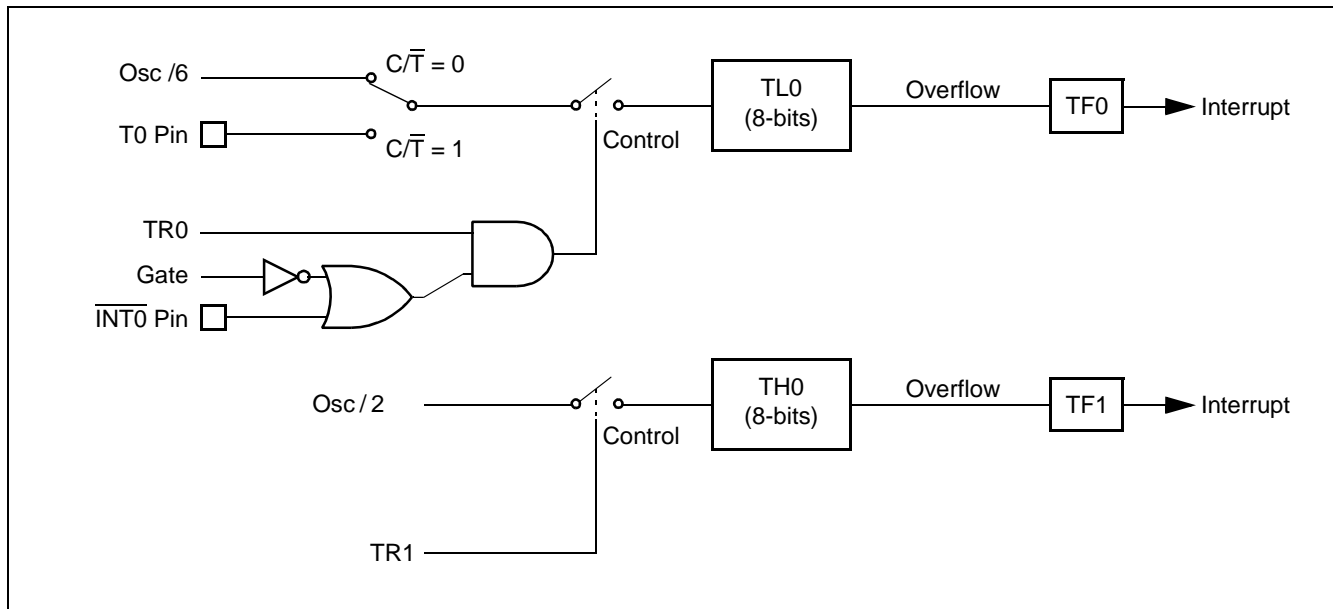 Osc /6
C/T̅ = 0
T0 Pin
C/T̅ = 1
Control
TL0
(8-bits)
Overflow
TF0
Interrupt
TR0
Gate
I̅N̅T̅0̅ Pin
Osc / 2
Control
TH0
(8-bits)
Overflow
TF1
Interrupt
TR1